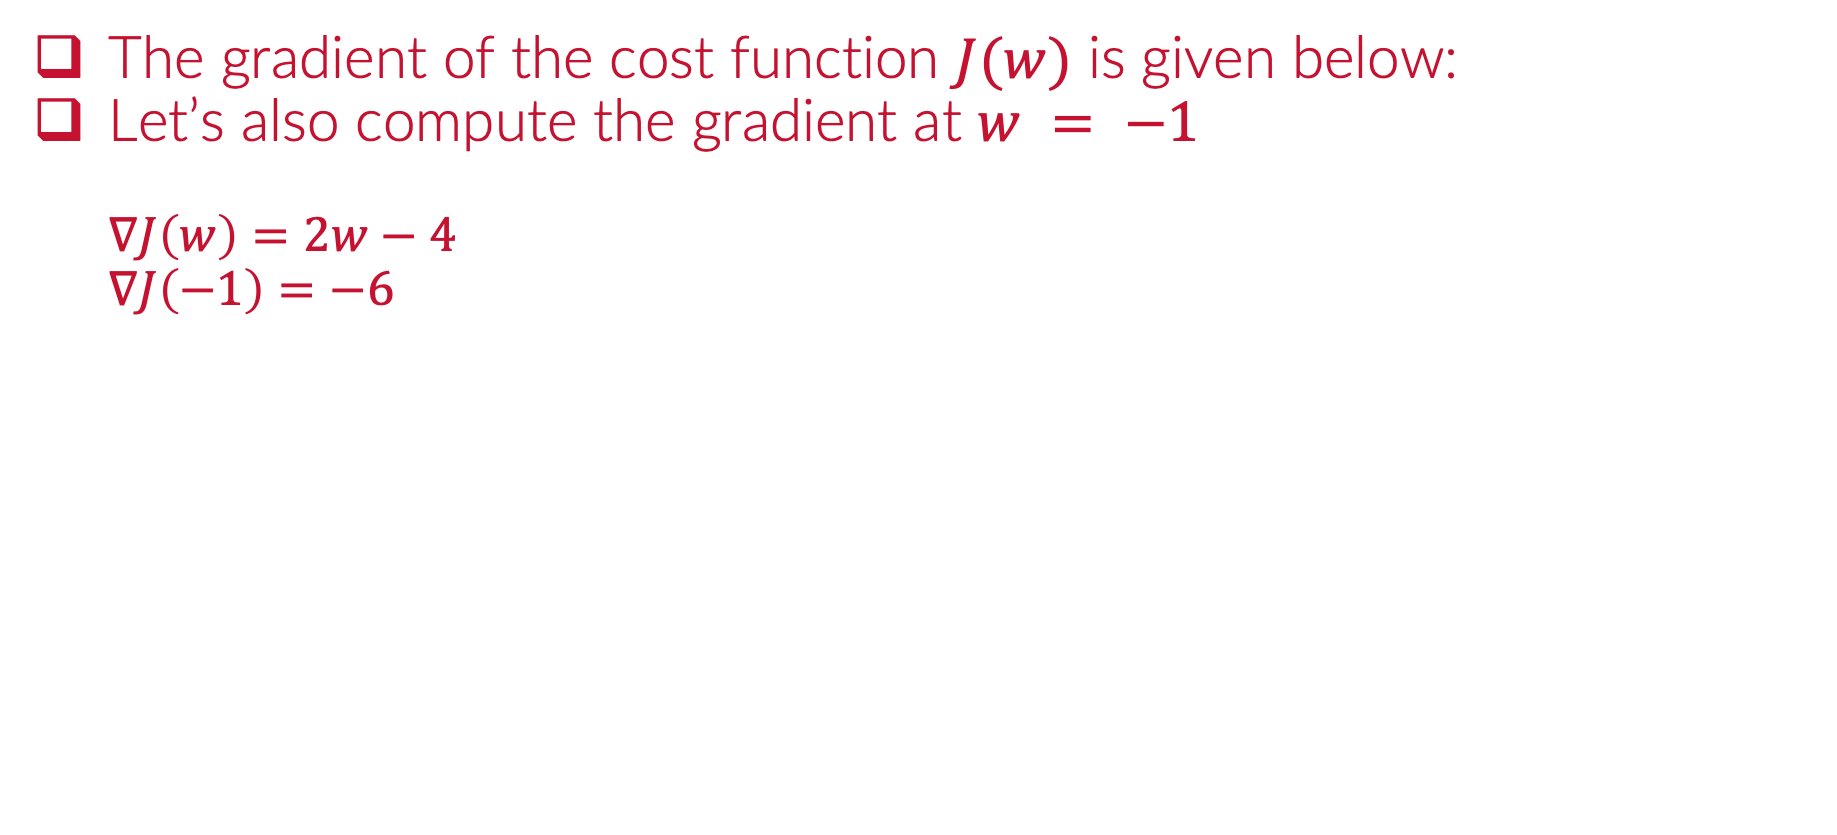 ❑ The gradient of the cost function J(w) is given below:
❑ Let’s also compute the gradient at w = −1
∇J(w) = 2w − 4
∇J(−1) = −6